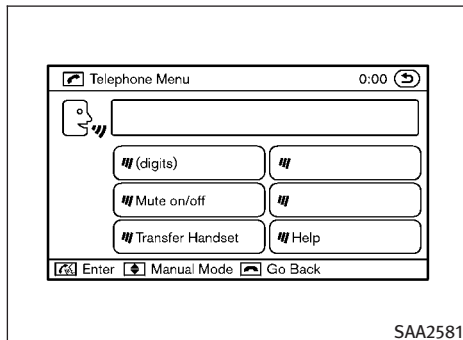 Telephone Menu 0:00
(digits)
Mute on/off
Transfer Handset Help
Enter Manual Mode Go Back
SAA2581